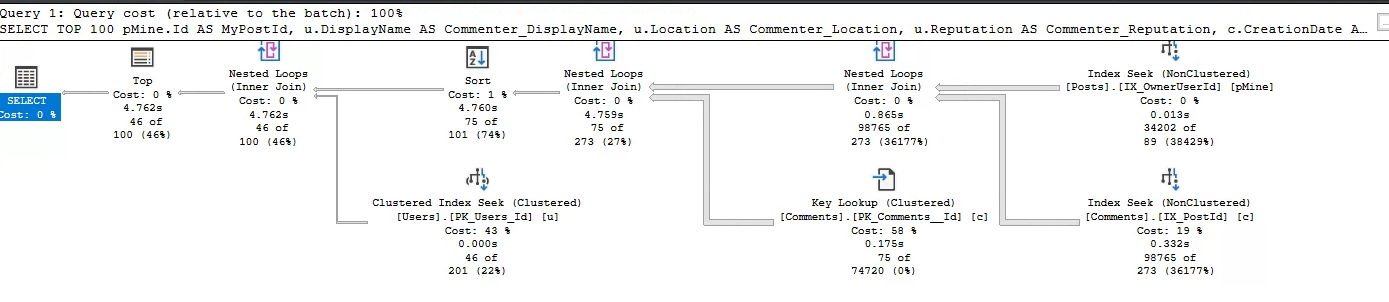 Query 1: Query cost (relative to the batch): 100%
SELECT TOP 100 pMine.Id AS MyPostId, u.DisplayName AS Commenter_DisplayName, u.Location AS Commenter_Location, u.Reputation AS Commenter_Reputation, c.CreationDate A…
SELECT
Cost: 0 %
Top
Cost: 0 %
4.762s
46 of
100 (46%)
Nested Loops
(Inner Join)
Cost: 0 %
4.762s
46 of
100 (46%)
Sort
Cost: 1 %
4.760s
75 of
101 (74%)
Nested Loops
(Inner Join)
Cost: 0 %
4.759s
75 of
273 (27%)
Nested Loops
(Inner Join)
Cost: 0 %
0.865s
98765 of
273 (36177%)
Index Seek (NonClustered)
[Posts].[IX_OwnerUserId] [pMine]
Cost: 0 %
0.013s
34202 of
89 (38429%)
Clustered Index Seek (Clustered)
[Users].[PK_Users_Id] [u]
Cost: 43 %
0.000s
46 of
201 (22%)
Key Lookup (Clustered)
[Comments].[PK_Comments__Id] [c]
Cost: 58 %
0.175s
75 of
74720 (0%)
Index Seek (NonClustered)
[Comments].[IX_PostId] [c]
Cost: 19 %
0.332s
98765 of
273 (36177%)